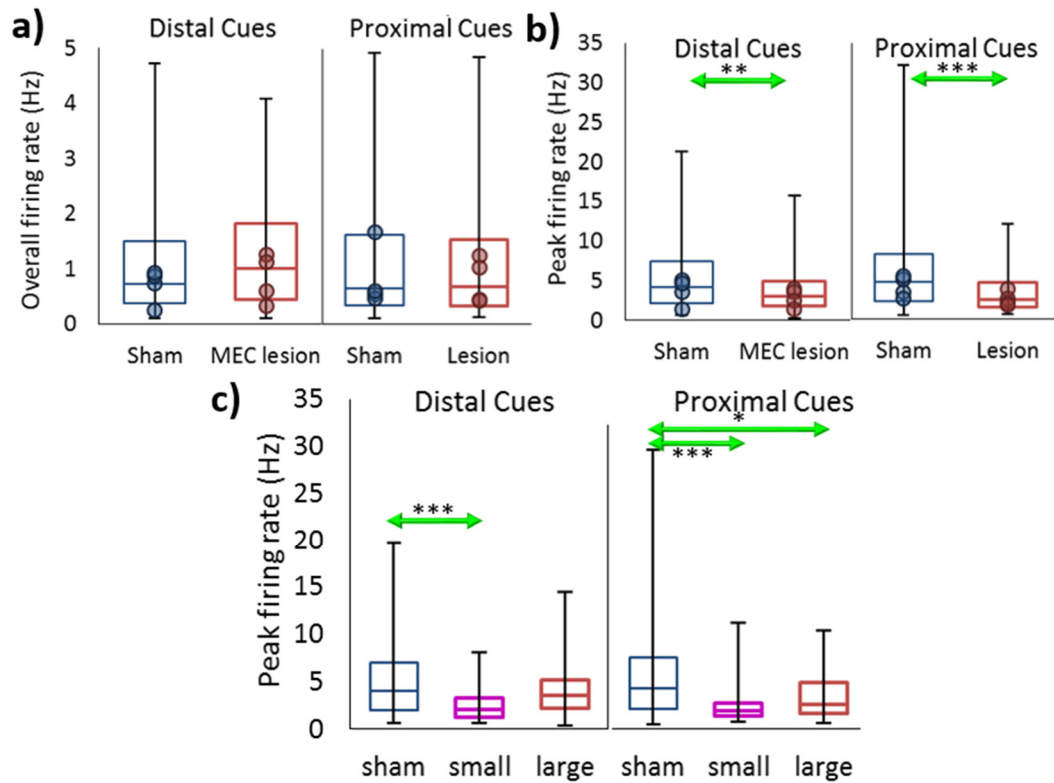 a)
Distal Cues Proximal Cues
Overall firing rate (Hz)
5
4
3
2
1
0
Sham MEC lesion Sham Lesion
b)
Distal Cues Proximal Cues
** ***
Peak firing rate (Hz)
35
30
25
20
15
10
5
0
Sham MEC lesion Sham Lesion
c)
Distal Cues Proximal Cues
*
***
***
Peak firing rate (Hz)
35
30
25
20
15
10
5
0
sham small large sham small large